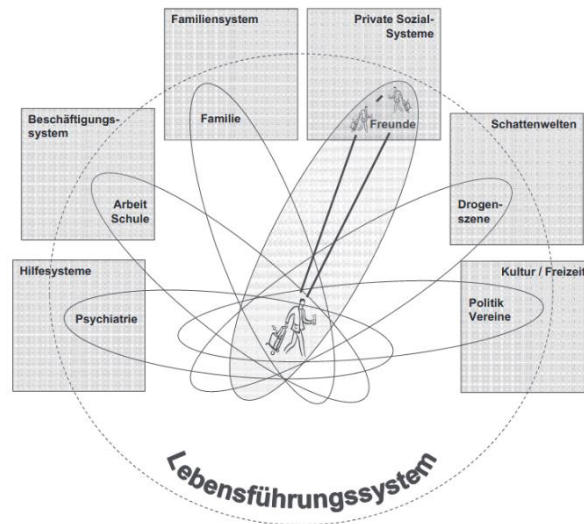 Familiensystem
Private Sozial-
Systeme
Familie
Freunde
Beschäftigungs-
system
Schattenwelten
Arbeit
Schule
Drogen-
szene
Hilfesysteme
Kultur / Freizeit
Psychiatrie
Politik
Vereine
Lebensführungssystem